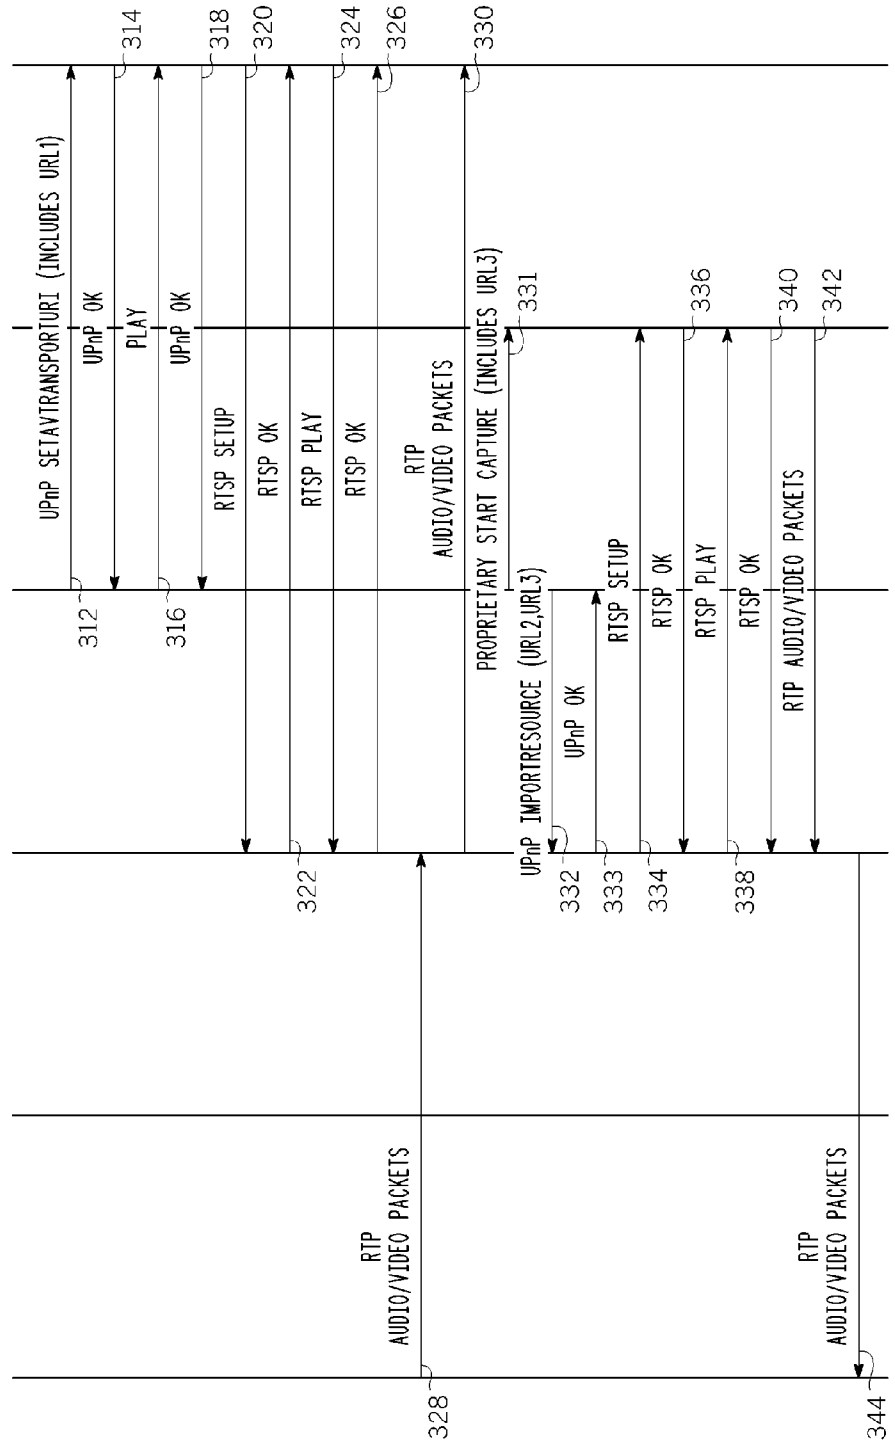 UPnP SETAVTRANSPORTURI (INCLUDES URL1)
312
UPnP OK
314
PLAY
316
UPnP OK
318
RTSP SETUP
320
RTSP OK
322
RTSP PLAY
324
RTSP OK
326
RTP
AUDIO/VIDEO PACKETS
328
RTP
AUDIO/VIDEO PACKETS
330
PROPRIETARY START CAPTURE (INCLUDES URL3)
331
UPnP IMPORTRESOURCE (URL2,URL3)
332
UPnP OK
333
RTSP SETUP
334
RTSP OK
336
RTSP PLAY
338
RTSP OK
340
RTP AUDIO/VIDEO PACKETS
342
RTP
AUDIO/VIDEO PACKETS
344